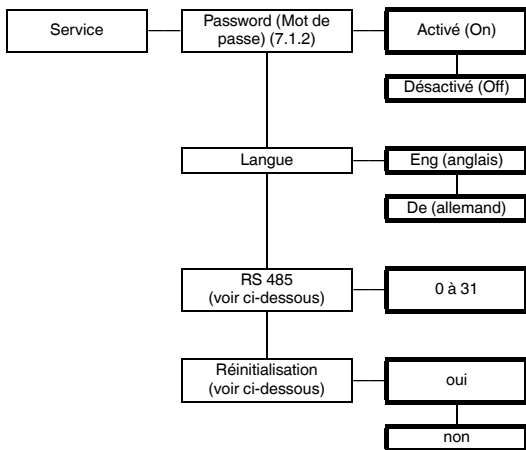 Service
Password (Mot de
passe) (7.1.2)
Activé (On)
Désactivé (Off)
Langue
Eng (anglais)
De (allemand)
RS 485
(voir ci-dessous)
0 à 31
Réinitialisation
(voir ci-dessous)
oui
non